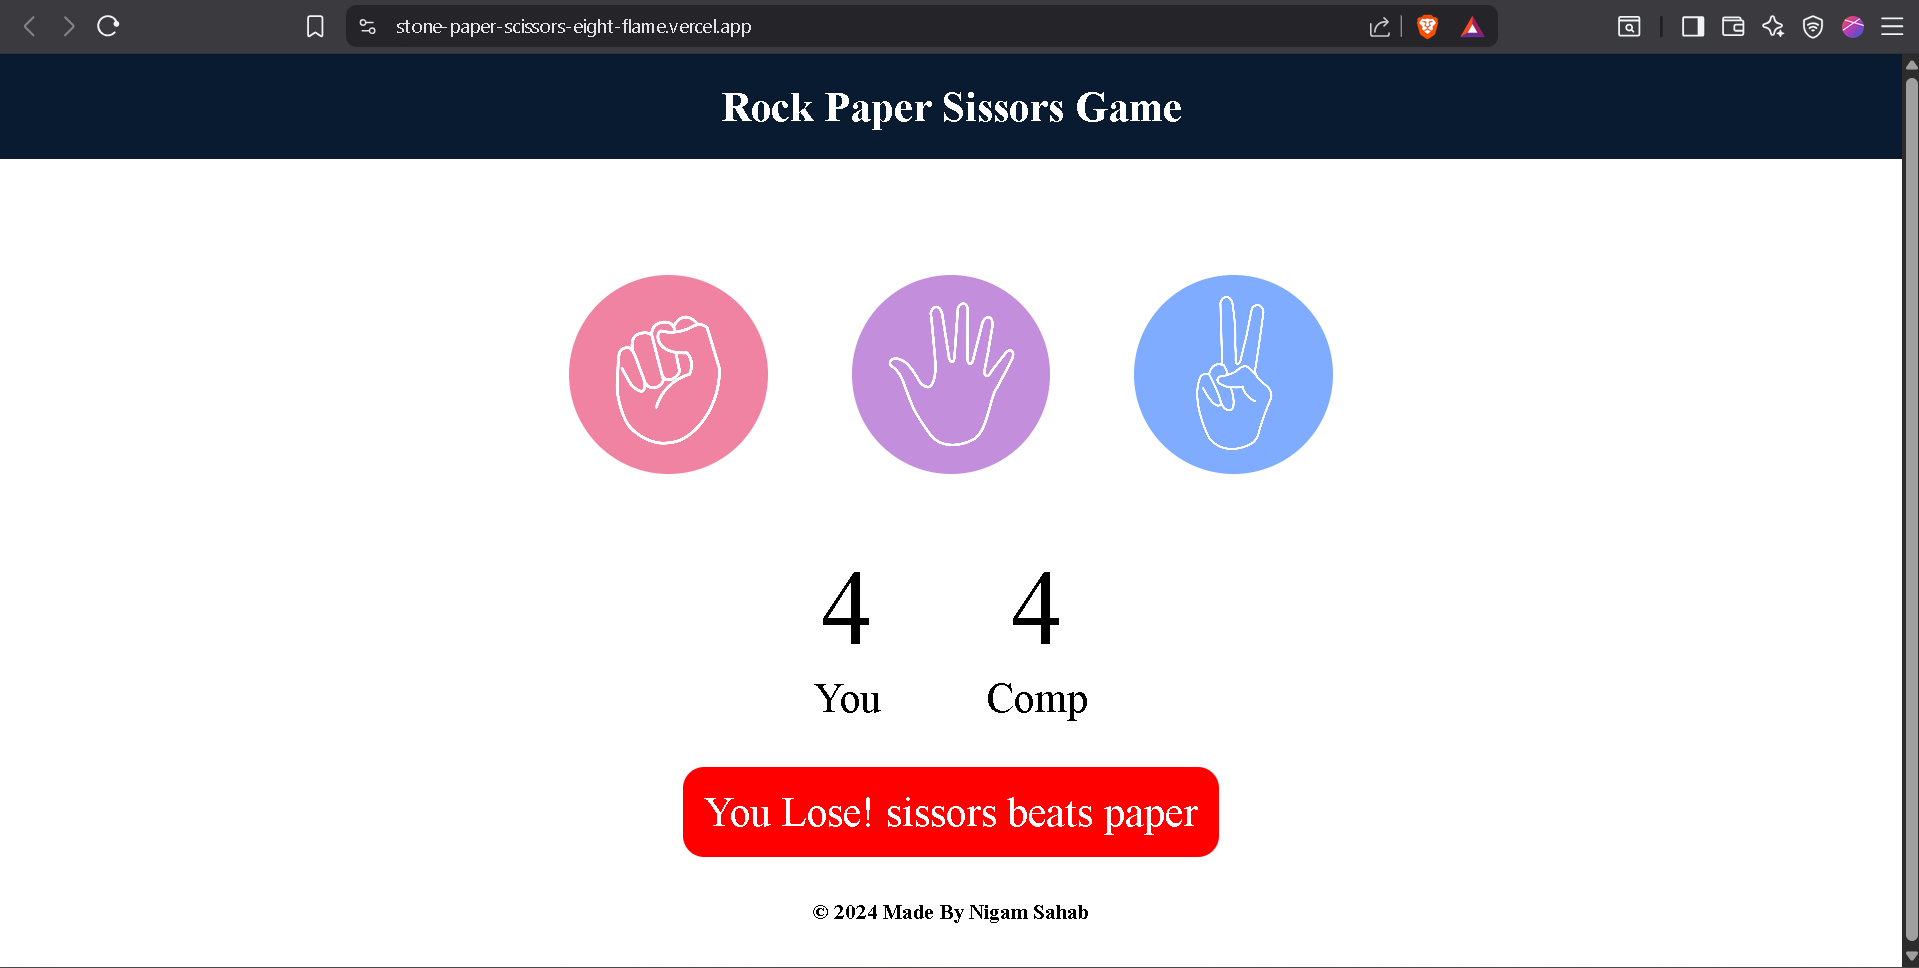 stone-paper-scissors-eight-flame.vercel.app
Rock Paper Sissors Game
4 4
You Comp
You Lose! sissors beats paper
© 2024 Made By Nigam Sahab